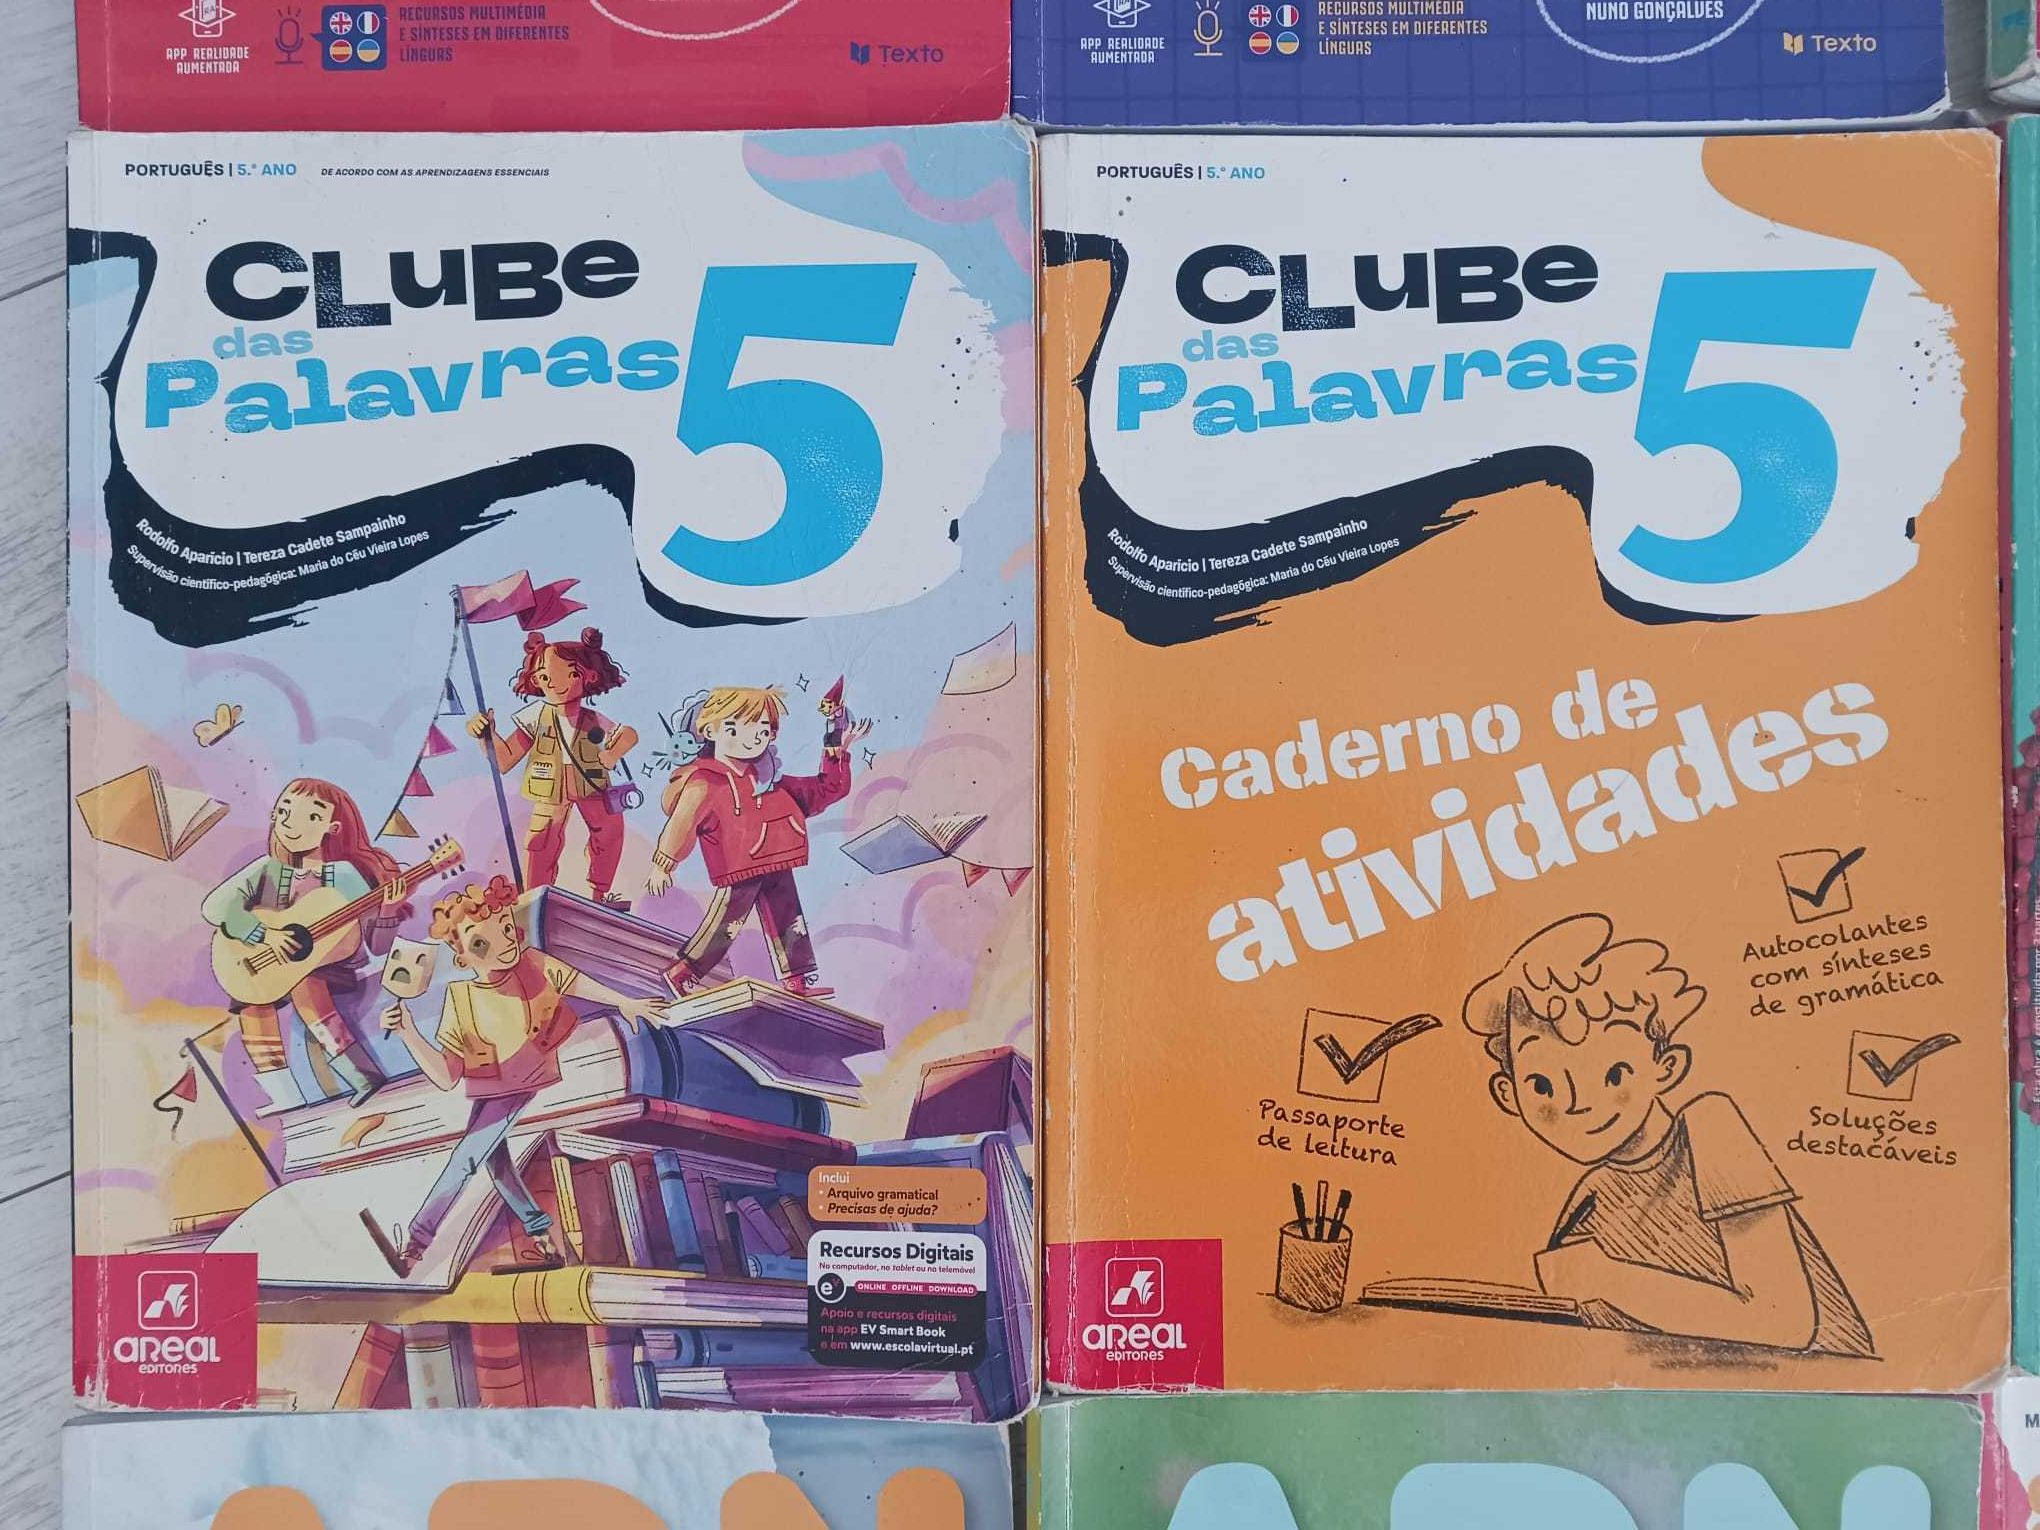 APP REALIDADE
AUMENTADA
RECURSOS MULTIMÉDIA
E SÍNTESES EM DIFERENTES
LÍNGUAS
Texto
APP REALIDADE
AUMENTADA
RECURSOS MULTIMÉDIA
E SÍNTESES EM DIFERENTES
LÍNGUAS
NUNO GONÇALVES
Texto
PORTUGUÊS | 5.º ANO
DE ACORDO COM AS APRENDIZAGENS ESSENCIAIS
CLuBe
das
Palavras
5
Rodolfo Aparício | Tereza Cadete Sampainho
Supervisão científico-pedagógica: Maria do Céu Vieira Lopes
Inclui
• Arquivo gramatical
• Precisas de ajuda?
Recursos Digitais
No computador, no tablet ou no telemóvel
ev
ONLINE OFFLINE DOWNLOAD
Apoio e recursos digitais
na app EV Smart Book
e em www.escolavirtual.pt
areal
EDITORES
PORTUGUÊS | 5.º ANO
CLuBe
das
Palavras
5
Rodolfo Aparício | Tereza Cadete Sampainho
Supervisão científico-pedagógica: Maria do Céu Vieira Lopes
Caderno de
atividades
Autocolantes
com sínteses
de gramática
Passaporte
de leitura
Soluções
destacáveis
areal
EDITORES